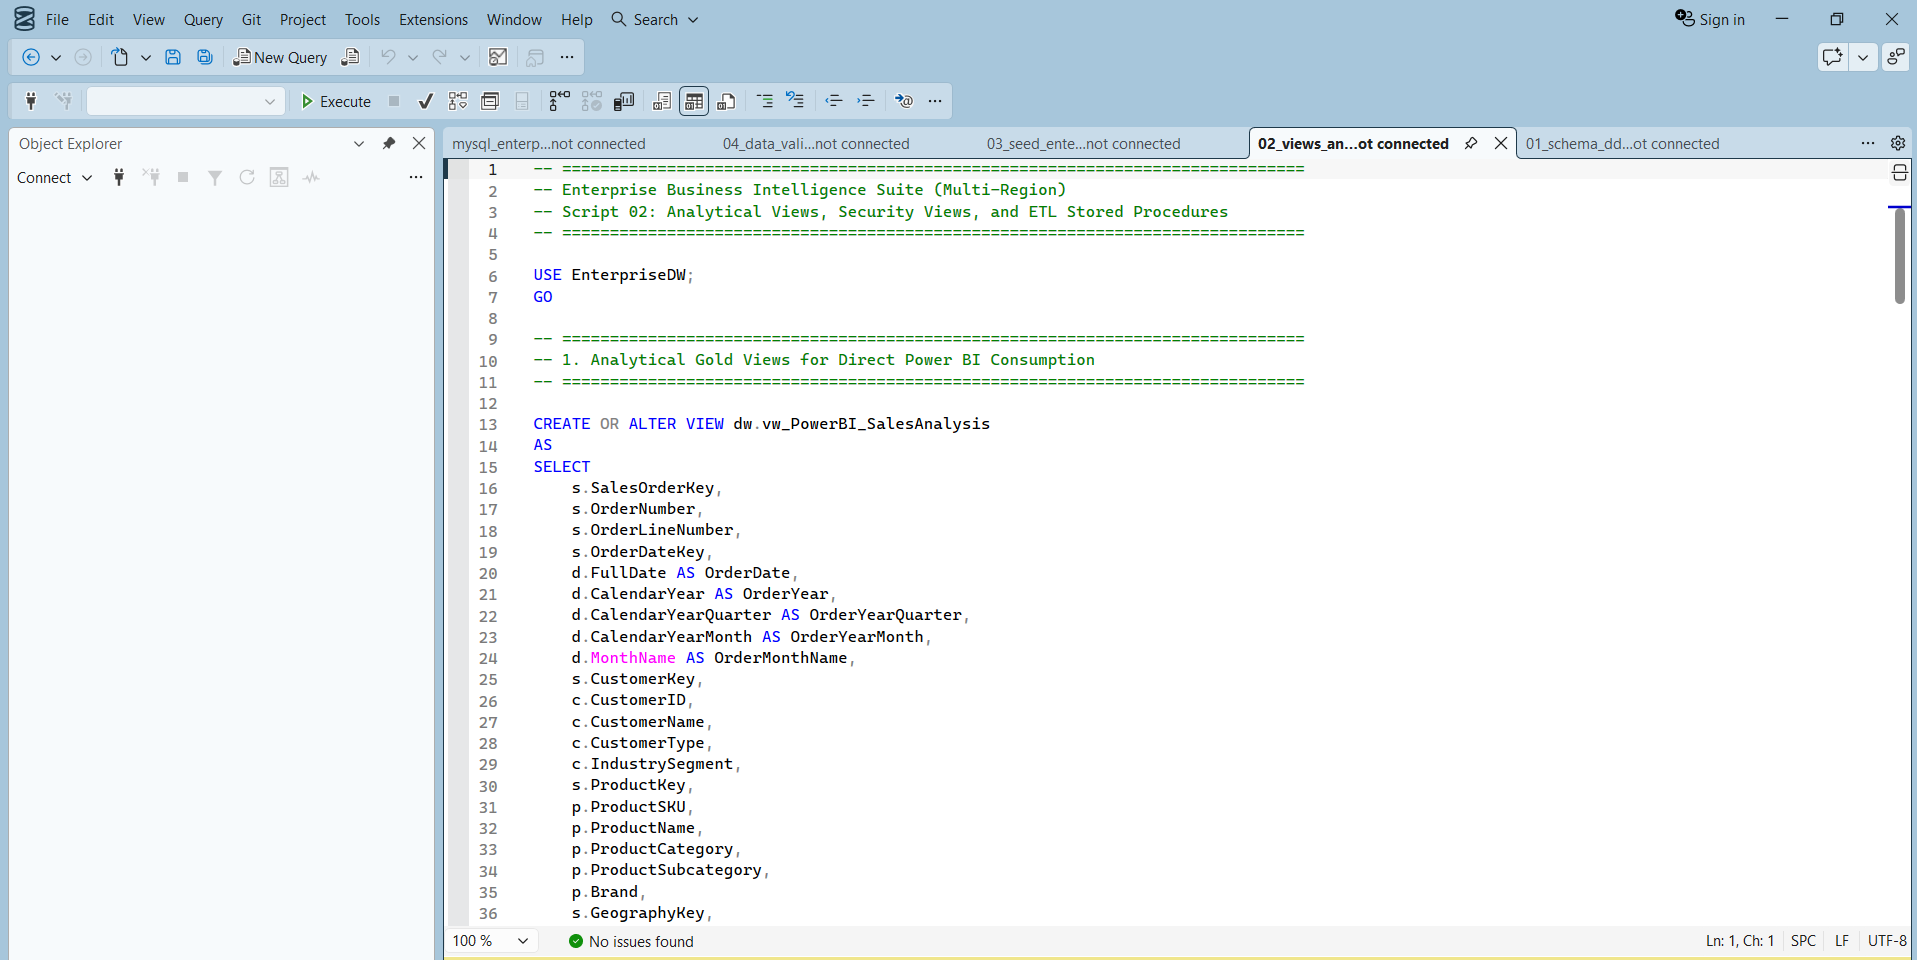 File Edit View Query Git Project Tools Extensions Window Help Search Sign in
New Query
Execute
Object Explorer
Connect
mysql_enterp...not connected 04_data_vali...not connected 03_seed_ente...not connected 02_views_an...ot connected 01_schema_dd...ot connected
1 -- ==============================================================================
2 -- Enterprise Business Intelligence Suite (Multi-Region)
3 -- Script 02: Analytical Views, Security Views, and ETL Stored Procedures
4 -- ==============================================================================
5
6 USE EnterpriseDW;
7 GO
8
9 -- ==============================================================================
10 -- 1. Analytical Gold Views for Direct Power BI Consumption
11 -- ==============================================================================
12
13 CREATE OR ALTER VIEW dw.vw_PowerBI_SalesAnalysis
14 AS
15 SELECT
16 s.SalesOrderKey,
17 s.OrderNumber,
18 s.OrderLineNumber,
19 s.OrderDateKey,
20 d.FullDate AS OrderDate,
21 d.CalendarYear AS OrderYear,
22 d.CalendarYearQuarter AS OrderYearQuarter,
23 d.CalendarYearMonth AS OrderYearMonth,
24 d.MonthName AS OrderMonthName,
25 s.CustomerKey,
26 c.CustomerID,
27 c.CustomerName,
28 c.CustomerType,
29 c.IndustrySegment,
30 s.ProductKey,
31 p.ProductSKU,
32 p.ProductName,
33 p.ProductCategory,
34 p.ProductSubcategory,
35 p.Brand,
36 s.GeographyKey,
100 % No issues found Ln: 1, Ch: 1 SPC LF UTF-8